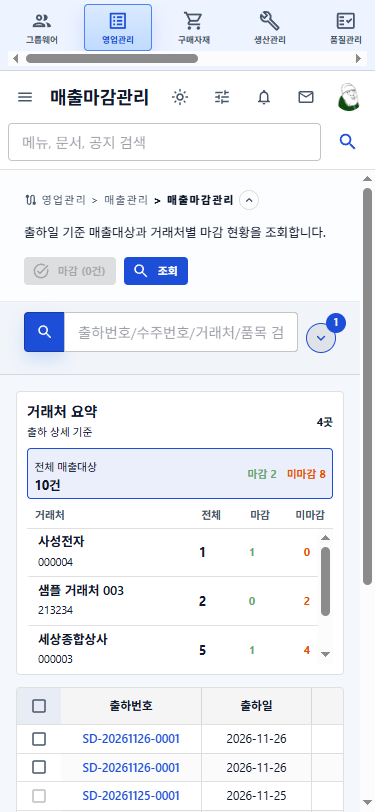 그룹웨어 영업관리 구매자재 생산관리 품질관리
매출마감관리
메뉴, 문서, 공지 검색
영업관리 > 매출관리 > 매출마감관리
출하일 기준 매출대상과 거래처별 마감 현황을 조회합니다.
마감 (0건) 조회
출하번호/수주번호/거래처/품목 검
1
거래처 요약
출하 상세 기준
4곳
전체 매출대상
10건
마감 2 미마감 8
거래처 전체 마감 미마감
사성전자
000004
1 1 0
샘플 거래처 003
213234
2 0 2
세상종합상사
000003
5 1 4
출하번호 출하일
SD-20261126-0001 2026-11-26
SD-20261126-0001 2026-11-26
SD-20261125-0001 2026-11-25